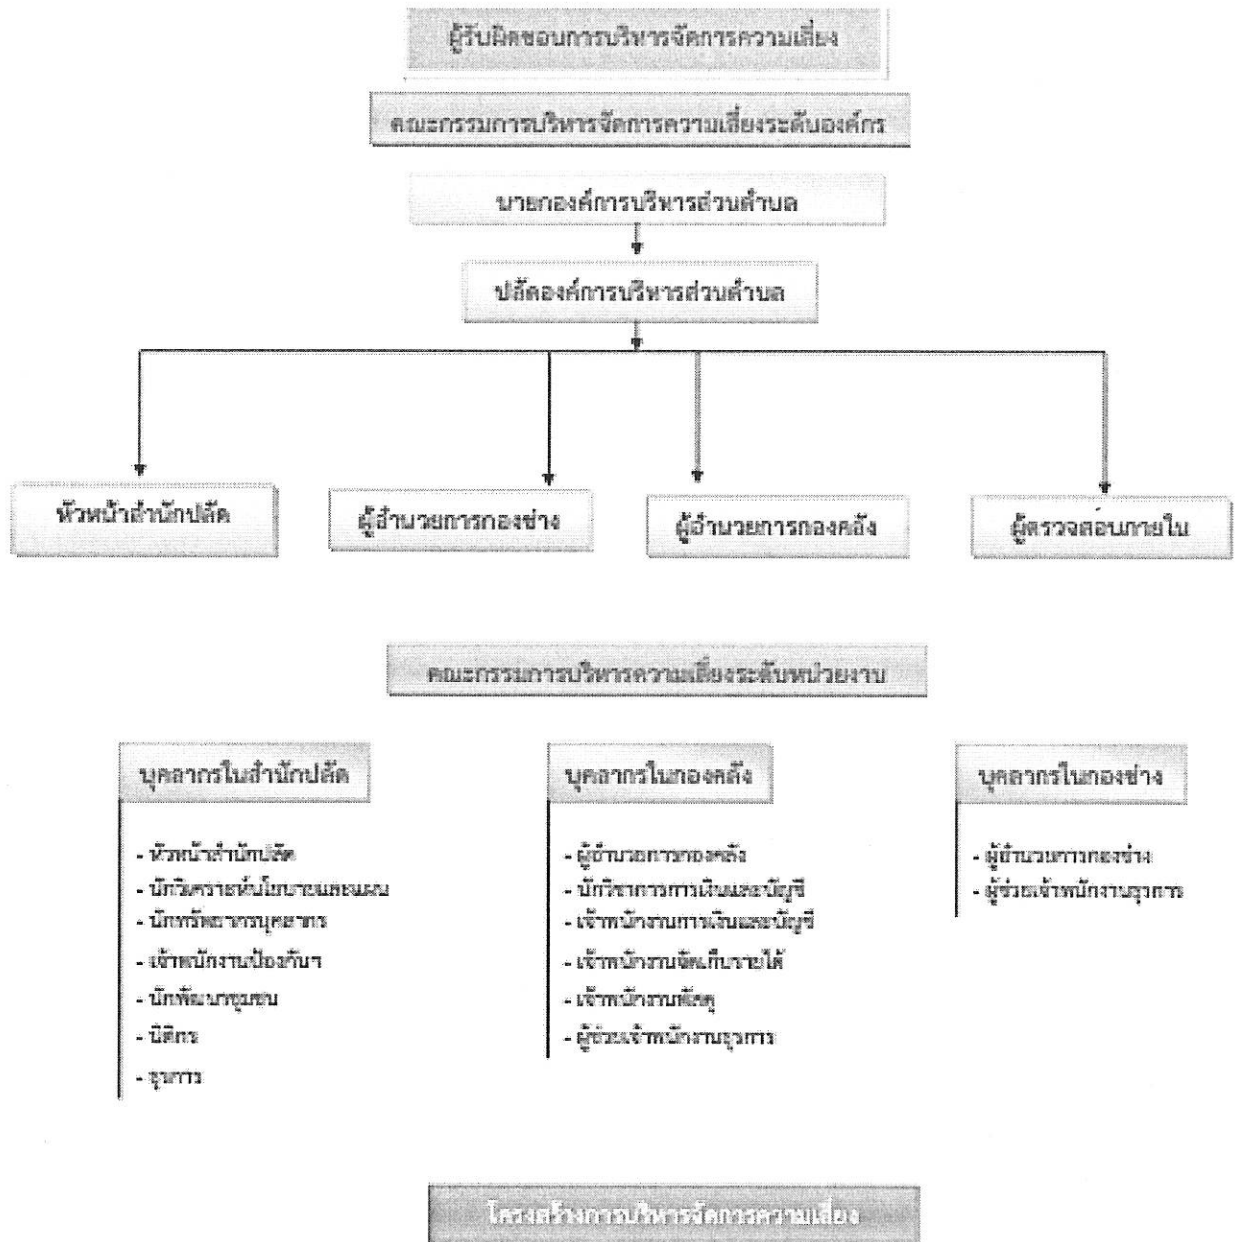 ผู้รับผิดชอบการบริหารจัดการความเสี่ยง
คณะกรรมการบริหารจัดการความเสี่ยงระดับองค์กร
นายกองค์การบริหารส่วนตำบล
ปลัดองค์การบริหารส่วนตำบล
หัวหน้าสำนักปลัด
ผู้อำนวยการกองช่าง
ผู้อำนวยการกองคลัง
ผู้ตรวจสอบภายใน
คณะกรรมการบริหารความเสี่ยงระดับหน่วยงาน
บุคลากรในสำนักปลัด
- หัวหน้าสำนักปลัด
- นักวิเคราะห์นโยบายและแผน
- นักทรัพยากรบุคลากร
- เจ้าพนักงานป้องกันฯ
- นักพัฒนาชุมชน
- นิติกร
- ธุรการ
บุคลากรในกองคลัง
- ผู้อำนวยการกองคลัง
- นักวิชาการการเงินและบัญชี
- เจ้าพนักงานการเงินและบัญชี
- เจ้าพนักงานจัดเก็บรายได้
- เจ้าพนักงานพัสดุ
- ผู้ช่วยเจ้าพนักงานธุรการ
บุคลากรในกองช่าง
- ผู้อำนวยการกองช่าง
- ผู้ช่วยเจ้าพนักงานธุรการ
โครงสร้างการบริหารจัดการความเสี่ยง